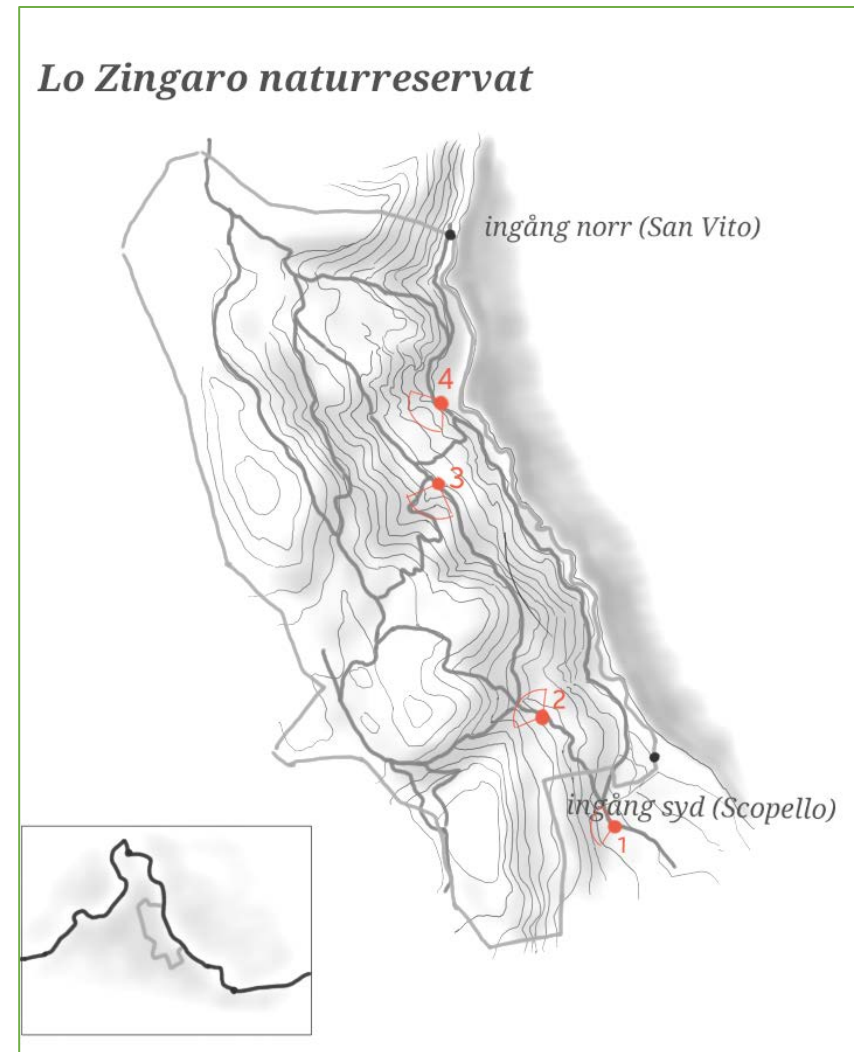 Lo Zingaro naturreservat
ingång norr (San Vito)
4
3
2
ingång syd (Scopello)
1